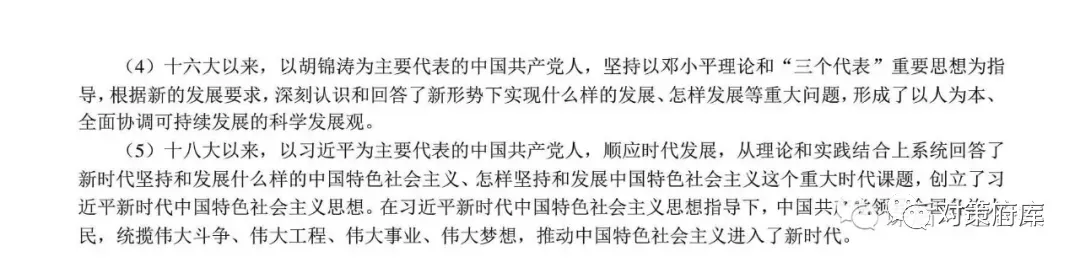 （4）十六大以来，以胡锦涛为主要代表的中国共产党人，坚持以邓小平理论和“三个代表”重要思想为指
导，根据新的发展要求，深刻认识和回答了新形势下实现什么样的发展、怎样发展等重大问题，形成了以人为本、
全面协调可持续发展的科学发展观。
（5）十八大以来，以习近平为主要代表的中国共产党人，顺应时代发展，从理论和实践结合上系统回答了
新时代坚持和发展什么样的中国特色社会主义、怎样坚持和发展中国特色社会主义这个重大时代课题，创立了习
近平新时代中国特色社会主义思想。在习近平新时代中国特色社会主义思想指导下，中国共
民，统揽伟大斗争、伟大工程、伟大事业、伟大梦想，推动中国特色社会主义进入了新时代。
对策府库